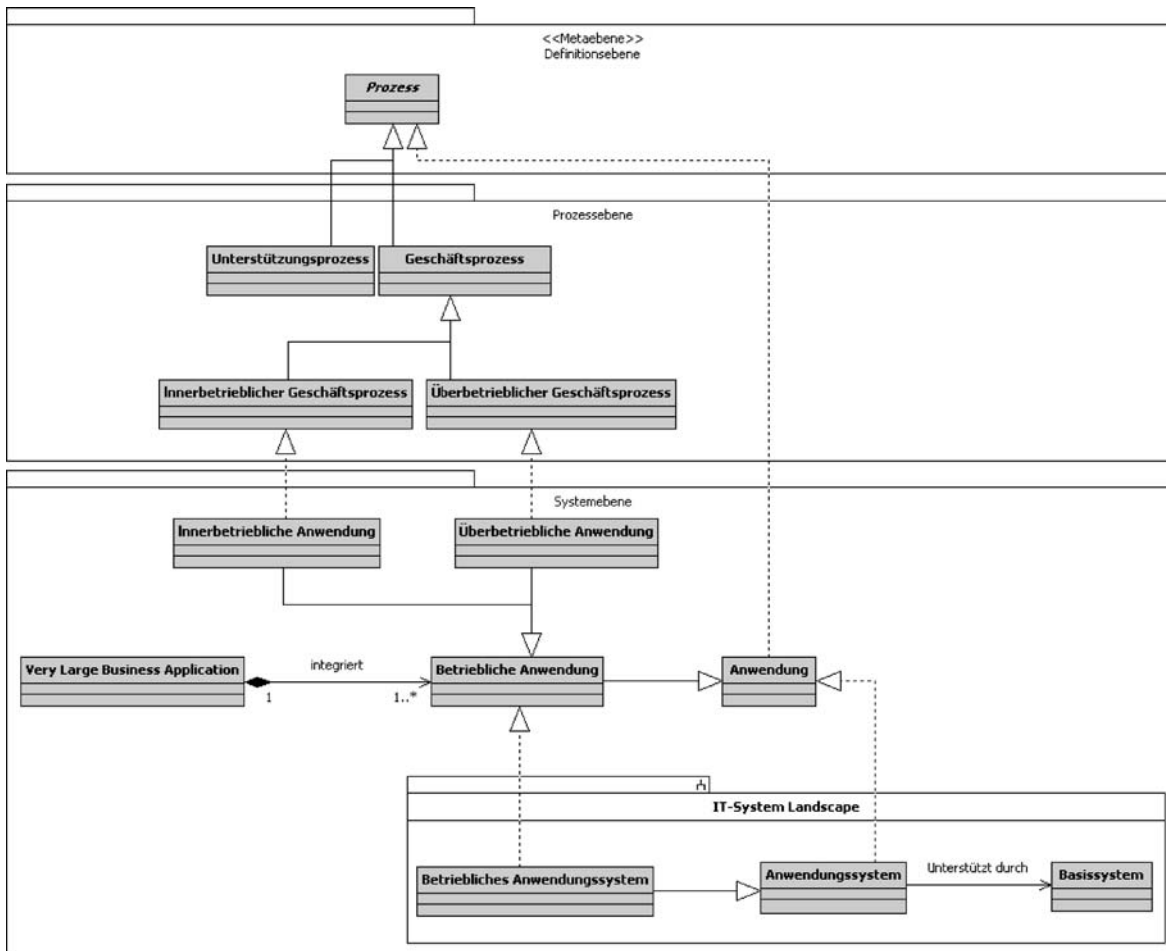 <<Metaebene>>
Definitionsebene
Prozess
Prozessebene
Unterstützungsprozess
Geschäftsprozess
Innerbetrieblicher Geschäftsprozess
Überbetrieblicher Geschäftsprozess
Systemebene
Innerbetriebliche Anwendung
Überbetriebliche Anwendung
Very Large Business Application
integriert
1
1..*
Betriebliche Anwendung
Anwendung
IT-System Landscape
Betriebliches Anwendungssystem
Anwendungssystem
Unterstützt durch
Basissystem